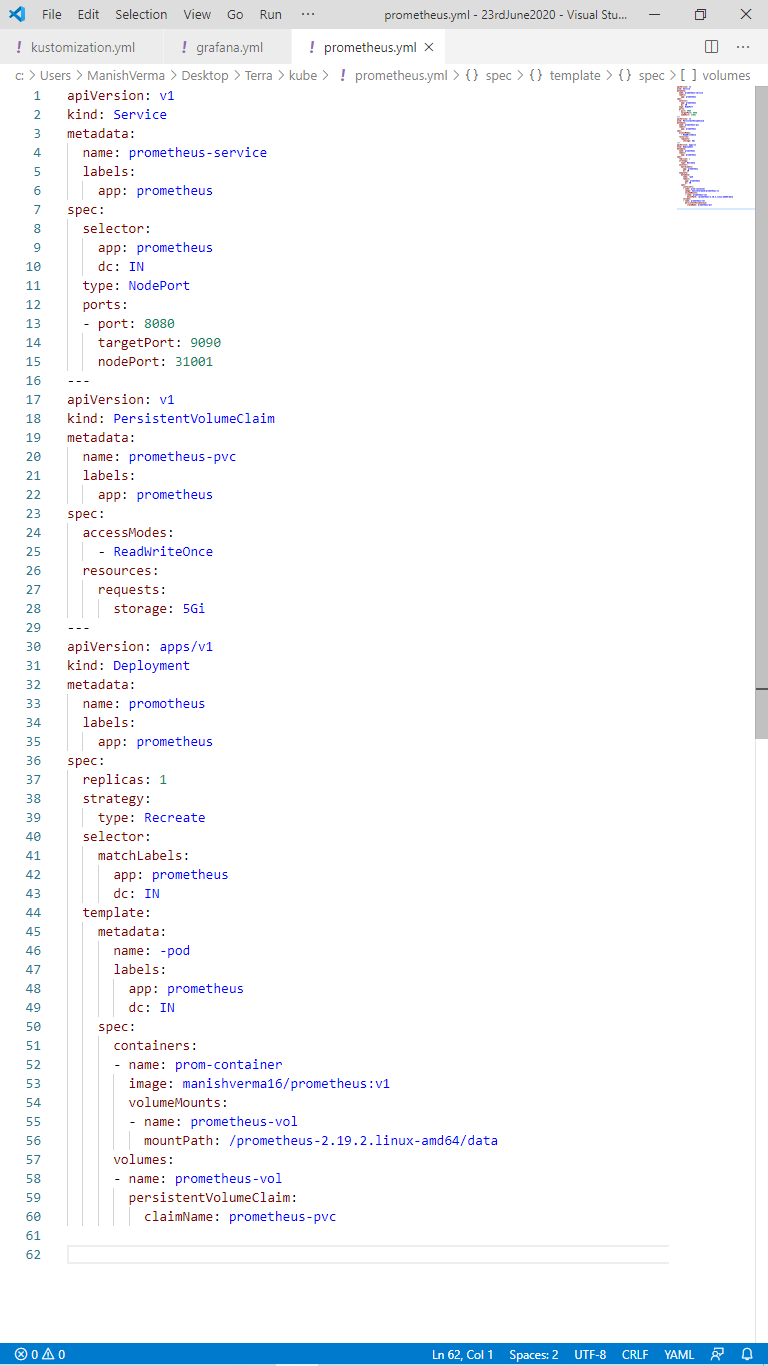 File Edit Selection View Go Run ··· prometheus.yml - 23rdJune2020 - Visual Stu...
! kustomization.yml ! grafana.yml ! prometheus.yml
c: > Users > ManishVerma > Desktop > Terra > kube > ! prometheus.yml > {} spec > {} template > {} spec > [ ] volumes
1 apiVersion: v1
2 kind: Service
3 metadata:
4   name: prometheus-service
5   labels:
6     app: prometheus
7 spec:
8   selector:
9     app: prometheus
10     dc: IN
11   type: NodePort
12   ports:
13   - port: 8080
14     targetPort: 9090
15     nodePort: 31001
16 ---
17 apiVersion: v1
18 kind: PersistentVolumeClaim
19 metadata:
20   name: prometheus-pvc
21   labels:
22     app: prometheus
23 spec:
24   accessModes:
25     - ReadWriteOnce
26   resources:
27     requests:
28       storage: 5Gi
29 ---
30 apiVersion: apps/v1
31 kind: Deployment
32 metadata:
33   name: promotheus
34   labels:
35     app: prometheus
36 spec:
37   replicas: 1
38   strategy:
39     type: Recreate
40   selector:
41     matchLabels:
42       app: prometheus
43       dc: IN
44   template:
45     metadata:
46       name: -pod
47       labels:
48         app: prometheus
49         dc: IN
50     spec:
51       containers:
52       - name: prom-container
53         image: manishverma16/prometheus:v1
54         volumeMounts:
55         - name: prometheus-vol
56           mountPath: /prometheus-2.19.2.linux-amd64/data
57       volumes:
58       - name: prometheus-vol
59         persistentVolumeClaim:
60           claimName: prometheus-pvc
61
62
0 0 Ln 62, Col 1 Spaces: 2 UTF-8 CRLF YAML